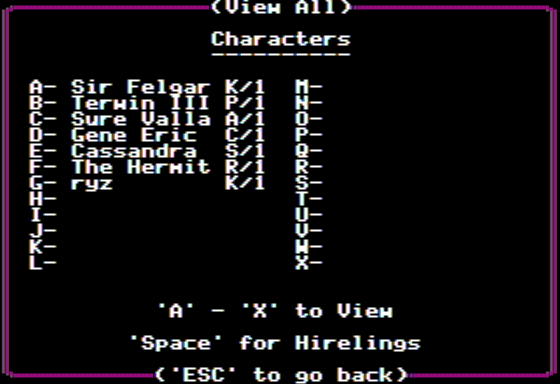 (View All)
Characters
----------
A- Sir Felgar K/1 M-
B- Terwin III P/1 N-
C- Sure Valla A/1 O-
D- Gene Eric C/1 P-
E- Cassandra S/1 Q-
F- The Hermit R/1 R-
G- ryz K/1 S-
H- T-
I- U-
J- V-
K- W-
L- X-
'A' - 'X' to View
'Space' for Hirelings
('ESC' to go back)